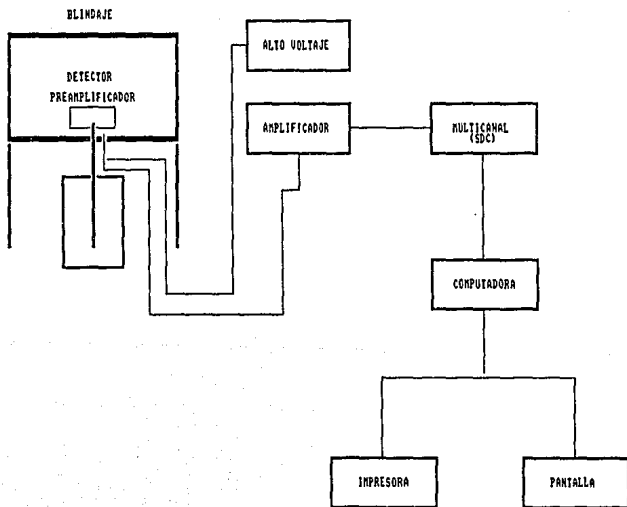 BLINDAJE
ALTO VOLTAJE
DETECTOR
PREAMPLIFICADOR
AMPLIFICADOR
MULTICANAL
(SDC)
COMPUTADORA
IMPRESORA
PANTALLA